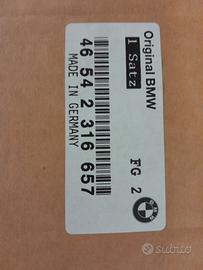 Original BMW
1 Satz
FG 2
46 54 2 316 657
MADE IN GERMANY
subito